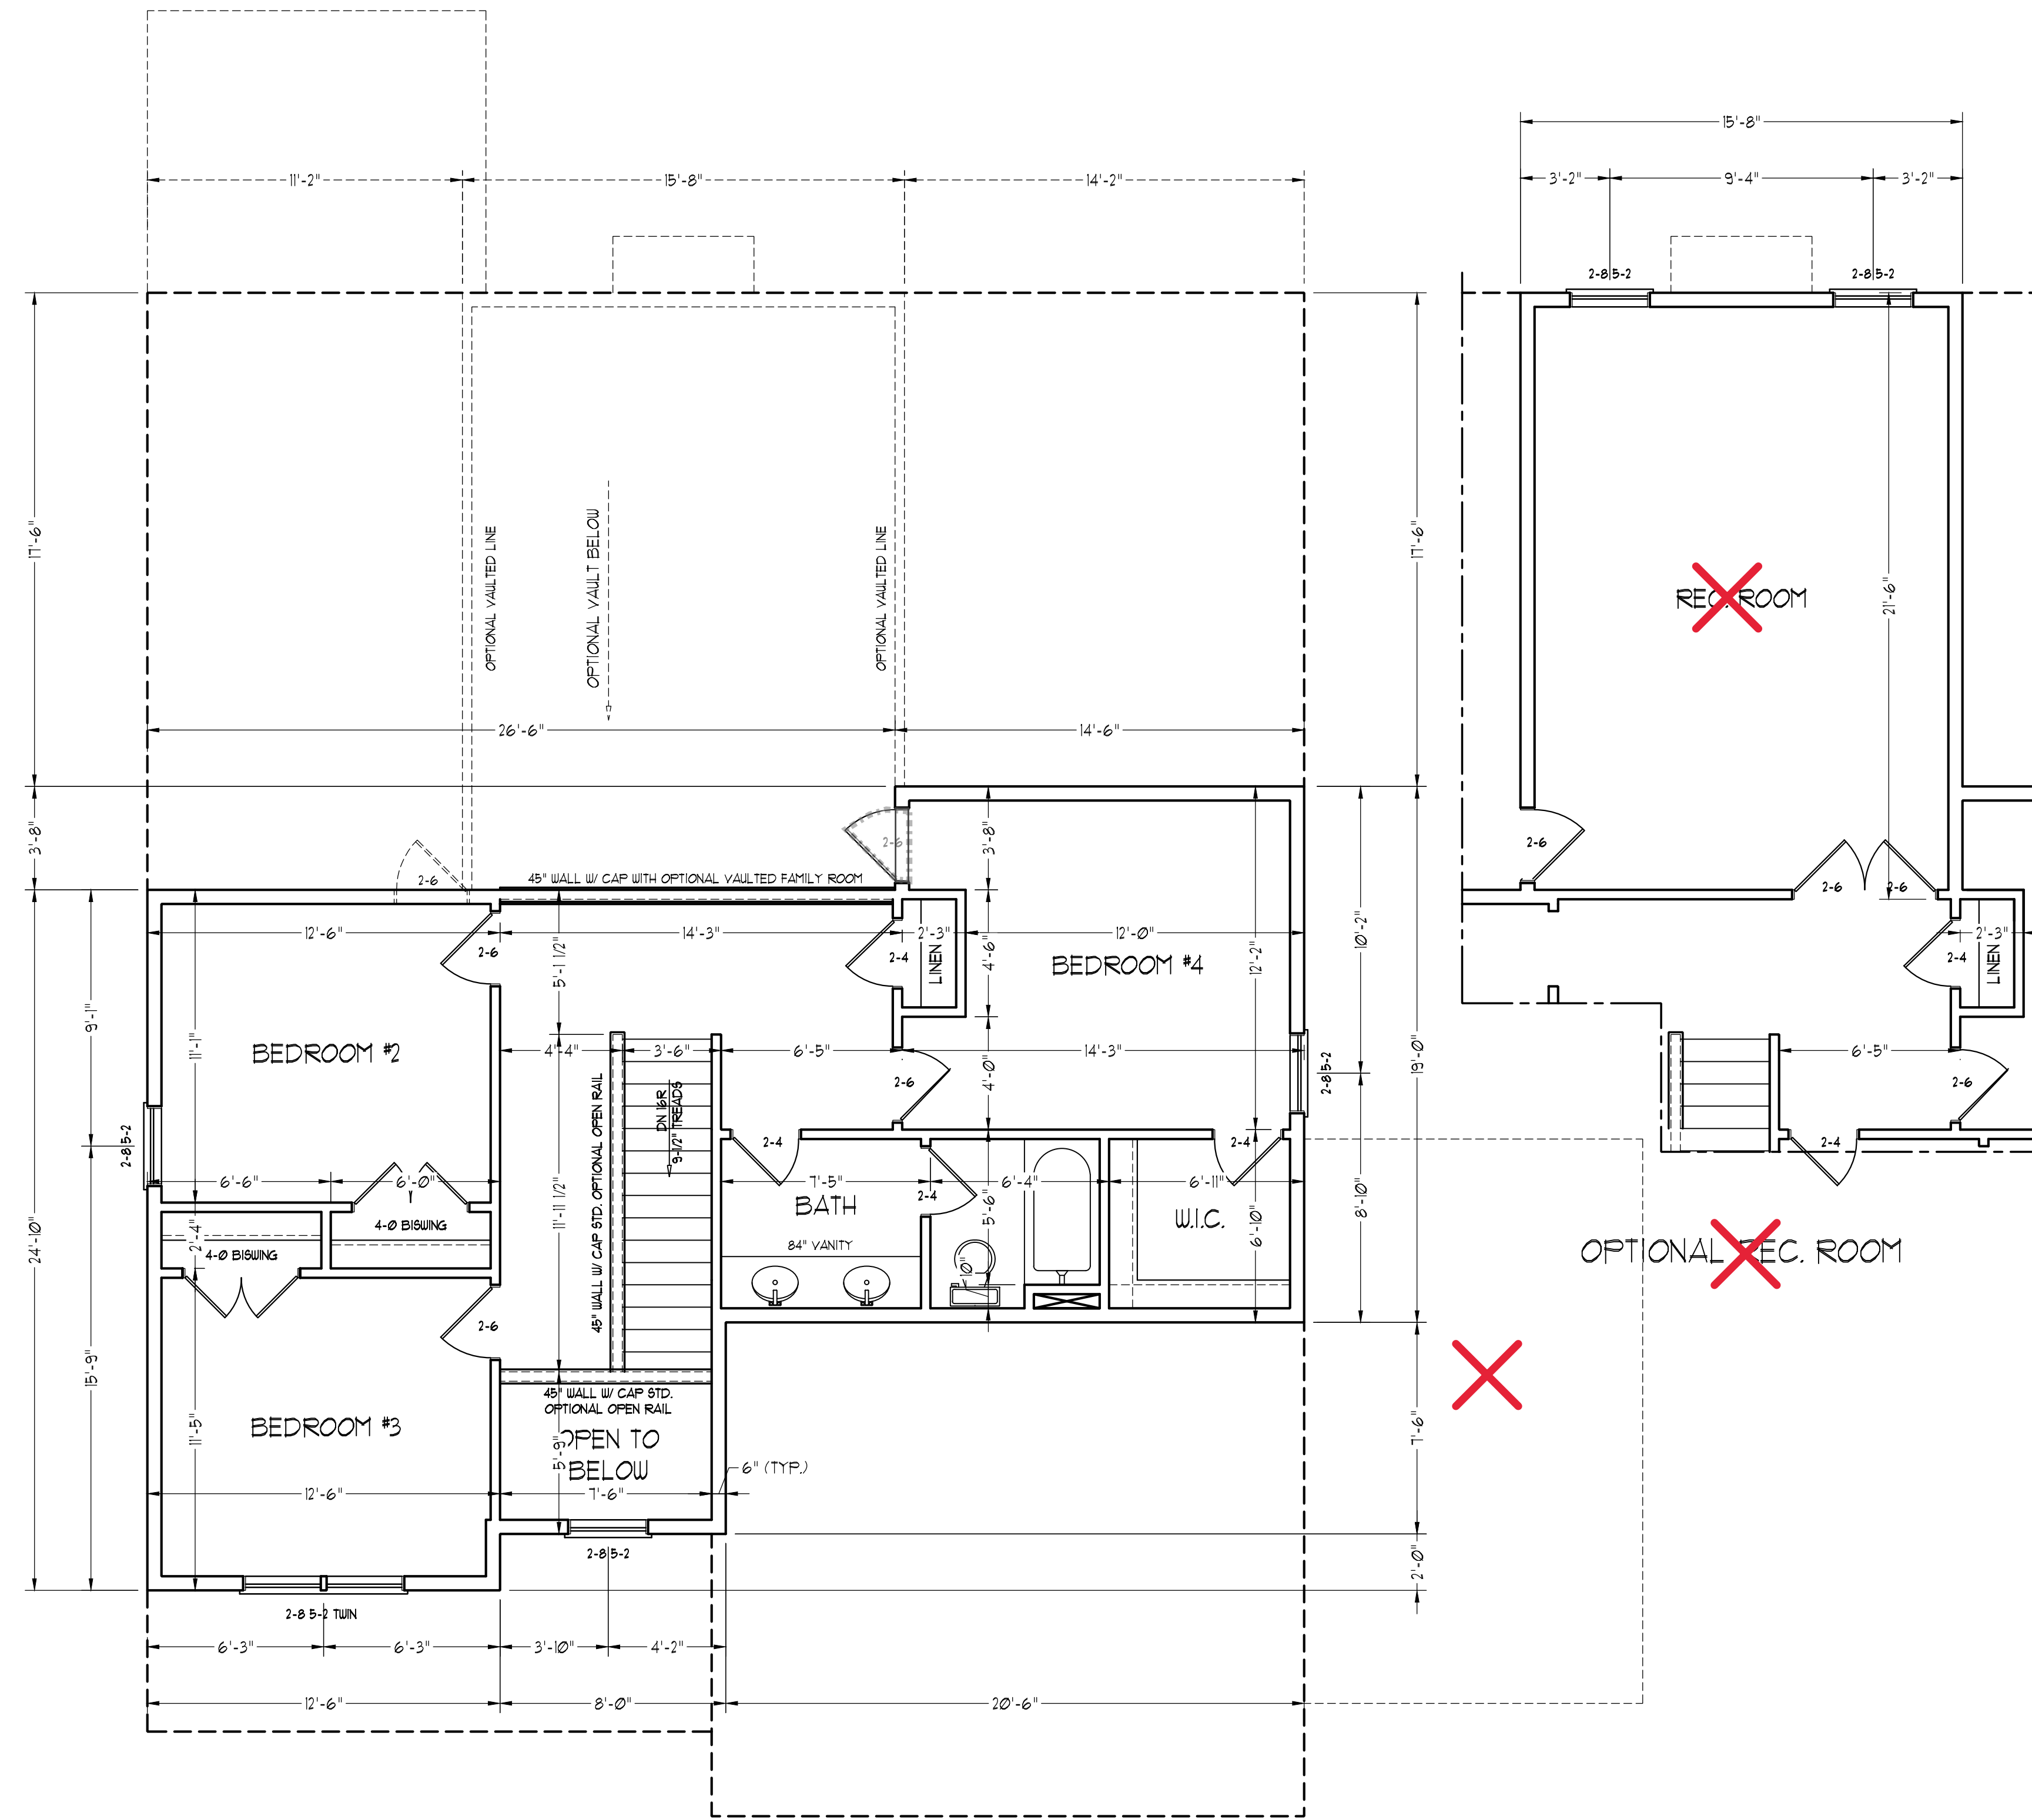 15'-8"
11'-2" 15'-8" 14'-2"
3'-2" 9'-4" 3'-2"
2-8 5-2 2-8 5-2
17'-6"
OPTIONAL VAULTED LINE
OPTIONAL VAULT BELOW
OPTIONAL VAULTED LINE
17'-6"
REC. ROOM
21'-6"
26'-6" 14'-6"
3'-8"
2-6
45" WALL W/ CAP WITH OPTIONAL VAULTED FAMILY ROOM
2-6
3'-8"
2-6
2-6 2-6
12'-6" 14'-3" 2'-3" 12'-0"
2'-3"
2-6
5'-1 1/2"
2-4
LINEN
4'-6"
BEDROOM #4
12'-2"
10'-2"
2-4
LINEN
9'-1"
11'-1"
BEDROOM #2
4'-4" 3'-6" 6'-5" 14'-3"
6'-5"
2-6
4'-0"
2-8 5-2
19'-0"
2-6
45" WALL W/ CAP STD. OPTIONAL OPEN RAIL
DN 16R
9-1/2" TREADS
2-8 5-2
2-4 2-4
2-4
6'-6" 6'-0"
7'-5" 6'-4" 6'-11"
2-4
BATH
5'-6"
W.I.C.
6'-10"
8'-10"
24'-10"
2'-4"
4-0 BISWING
4-0 BISWING
11'-11 1/2"
84" VANITY
10"
OPTIONAL REC. ROOM
2-6
15'-9"
11'-5"
BEDROOM #3
45" WALL W/ CAP STD.
OPTIONAL OPEN RAIL
OPEN TO
BELOW
5'-9"
6" (TYP.)
7'-6"
12'-6" 7'-6"
2-8 5-2
2'-0"
2-8 5-2 TWIN
6'-3" 6'-3" 3'-10" 4'-2"
12'-6" 8'-0" 20'-6"